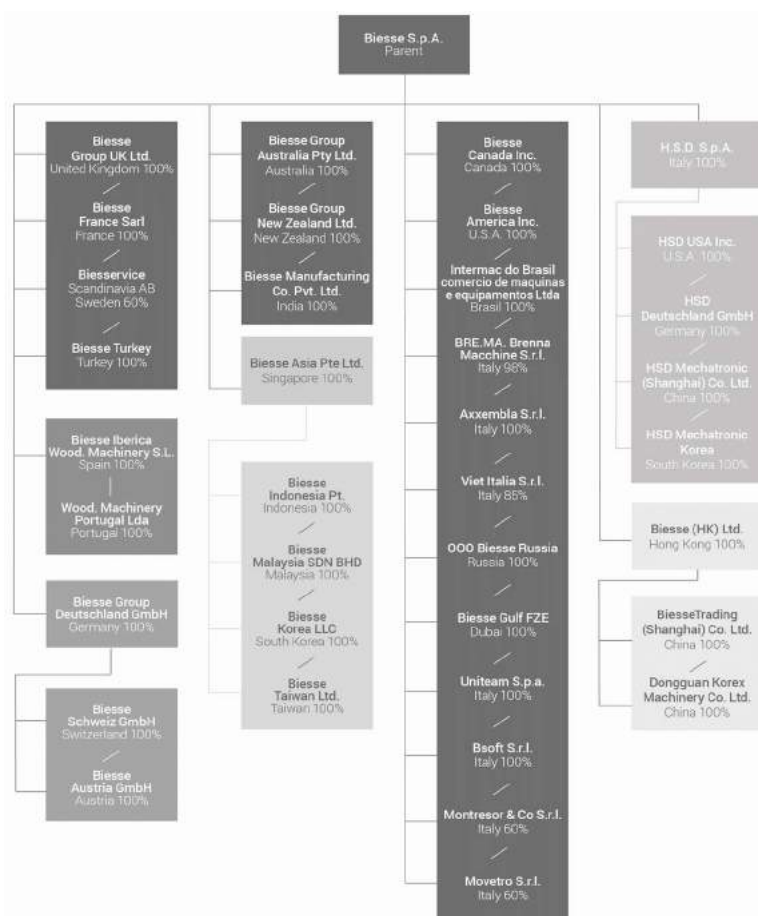 Biesse S.p.A.
Parent
Biesse
Group UK Ltd.
United Kingdom 100%
Biesse
France Sarl
France 100%
Biesservice
Scandinavia AB
Sweden 60%
Biesse Turkey
Turkey 100%
Biesse Iberica
Wood. Machinery S.L.
Spain 100%
Wood. Machinery
Portugal Lda
Portugal 100%
Biesse Group
Deutschland GmbH
Germany 100%
Biesse
Schweiz GmbH
Switzerland 100%
Biesse
Austria GmbH
Austria 100%
Biesse Group
Australia Pty Ltd.
Australia 100%
Biesse Group
New Zealand Ltd.
New Zealand 100%
Biesse Manufacturing
Co. Pvt. Ltd.
India 100%
Biesse Asia Pte Ltd.
Singapore 100%
Biesse
Indonesia Pt.
Indonesia 100%
Biesse
Malaysia SDN BHD
Malaysia 100%
Biesse
Korea LLC
South Korea 100%
Biesse
Taiwan Ltd.
Taiwan 100%
Biesse
Canada Inc.
Canada 100%
Biesse
America Inc.
U.S.A. 100%
Intermac do Brasil
comercio de maquinas
e equipamentos Ltda
Brasil 100%
BRE.MA. Brenna
Macchine S.r.l.
Italy 98%
Axxembla S.r.l.
Italy 100%
Viet Italia S.r.l.
Italy 85%
OOO Biesse Russia
Russia 100%
Biesse Gulf FZE
Dubai 100%
Uniteam S.p.a.
Italy 100%
Bsoft S.r.l.
Italy 100%
Montresor & Co S.r.l.
Italy 60%
Movetro S.r.l.
Italy 60%
H.S.D. S.p.A.
Italy 100%
HSD USA Inc.
U.S.A. 100%
HSD
Deutschland GmbH
Germany 100%
HSD Mechatronic
(Shanghai) Co. Ltd.
China 100%
HSD Mechatronic
Korea
South Korea 100%
Biesse (HK) Ltd.
Hong Kong 100%
BiesseTrading
(Shanghai) Co. Ltd.
China 100%
Dongguan Korex
Machinery Co. Ltd.
China 100%